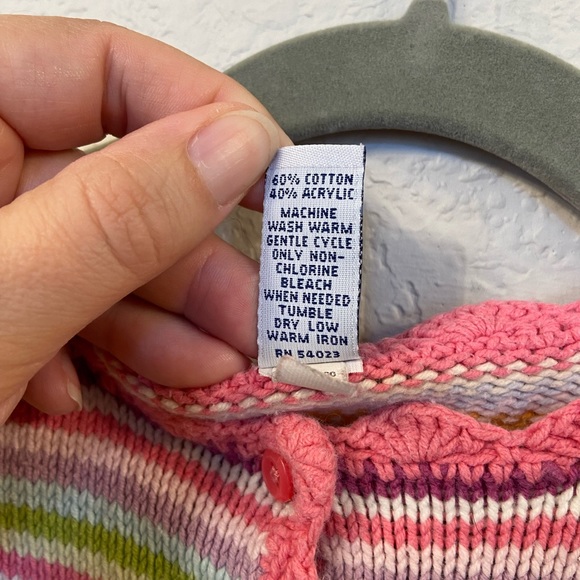 60% COTTON
40% ACRYLIC
MACHINE
WASH WARM
GENTLE CYCLE
ONLY NON-
CHLORINE
BLEACH
WHEN NEEDED
TUMBLE
DRY LOW
WARM IRON
RN 54023